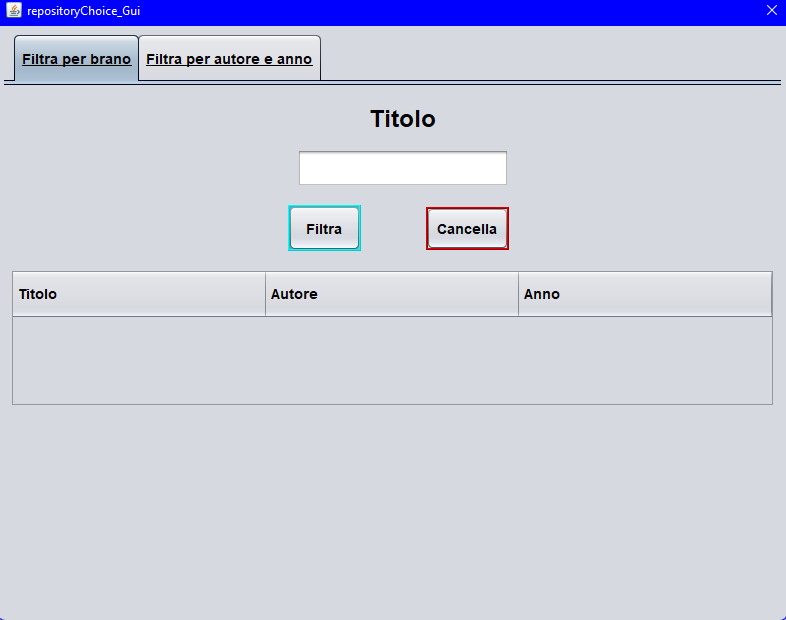 repositoryChoice_Gui
Filtra per brano Filtra per autore e anno
Titolo
Filtra Cancella
Titolo Autore Anno